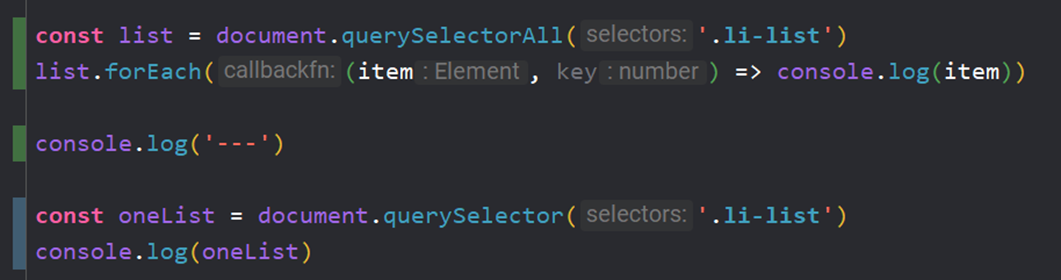 const list = document.querySelectorAll( selectors: '.li-list')
list.forEach( callbackfn: (item : Element , key : number ) => console.log(item))
console.log('---')
const oneList = document.querySelector( selectors: '.li-list')
console.log(oneList)